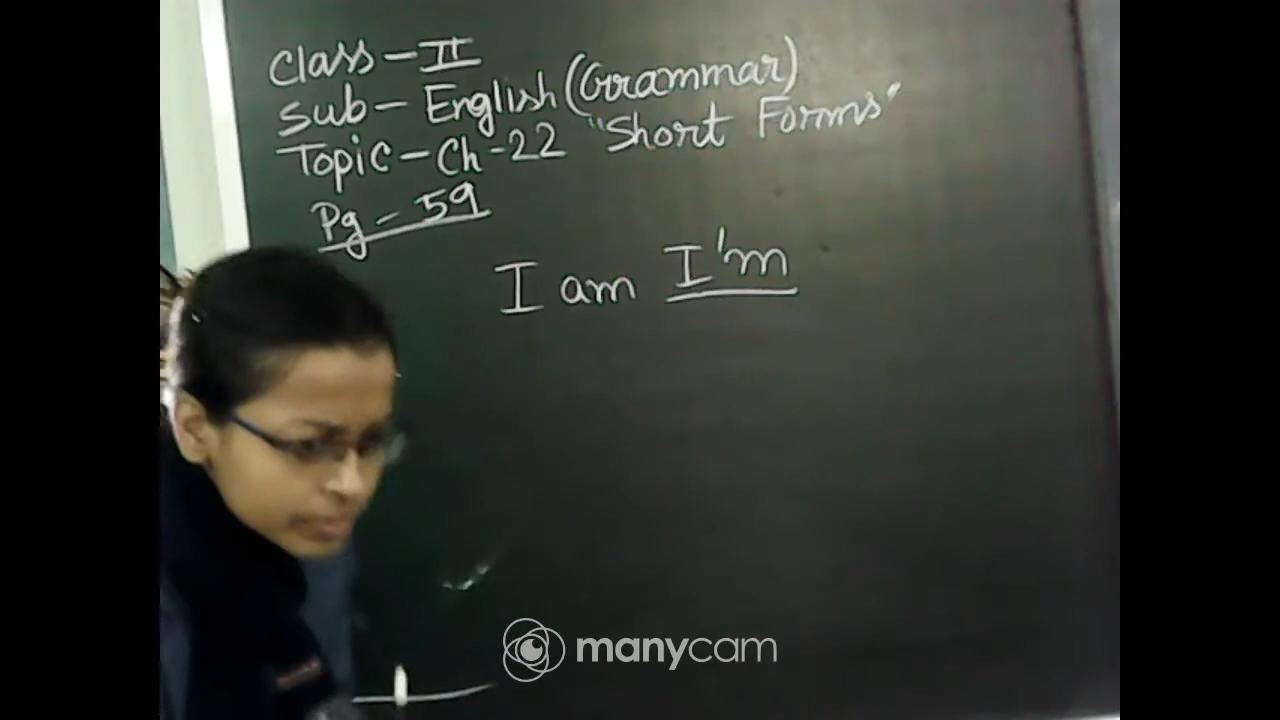 Class - II
Sub - English (Grammar)
Topic - Ch - 22 "Short Forms"
Pg - 59
I am I'm
manycam